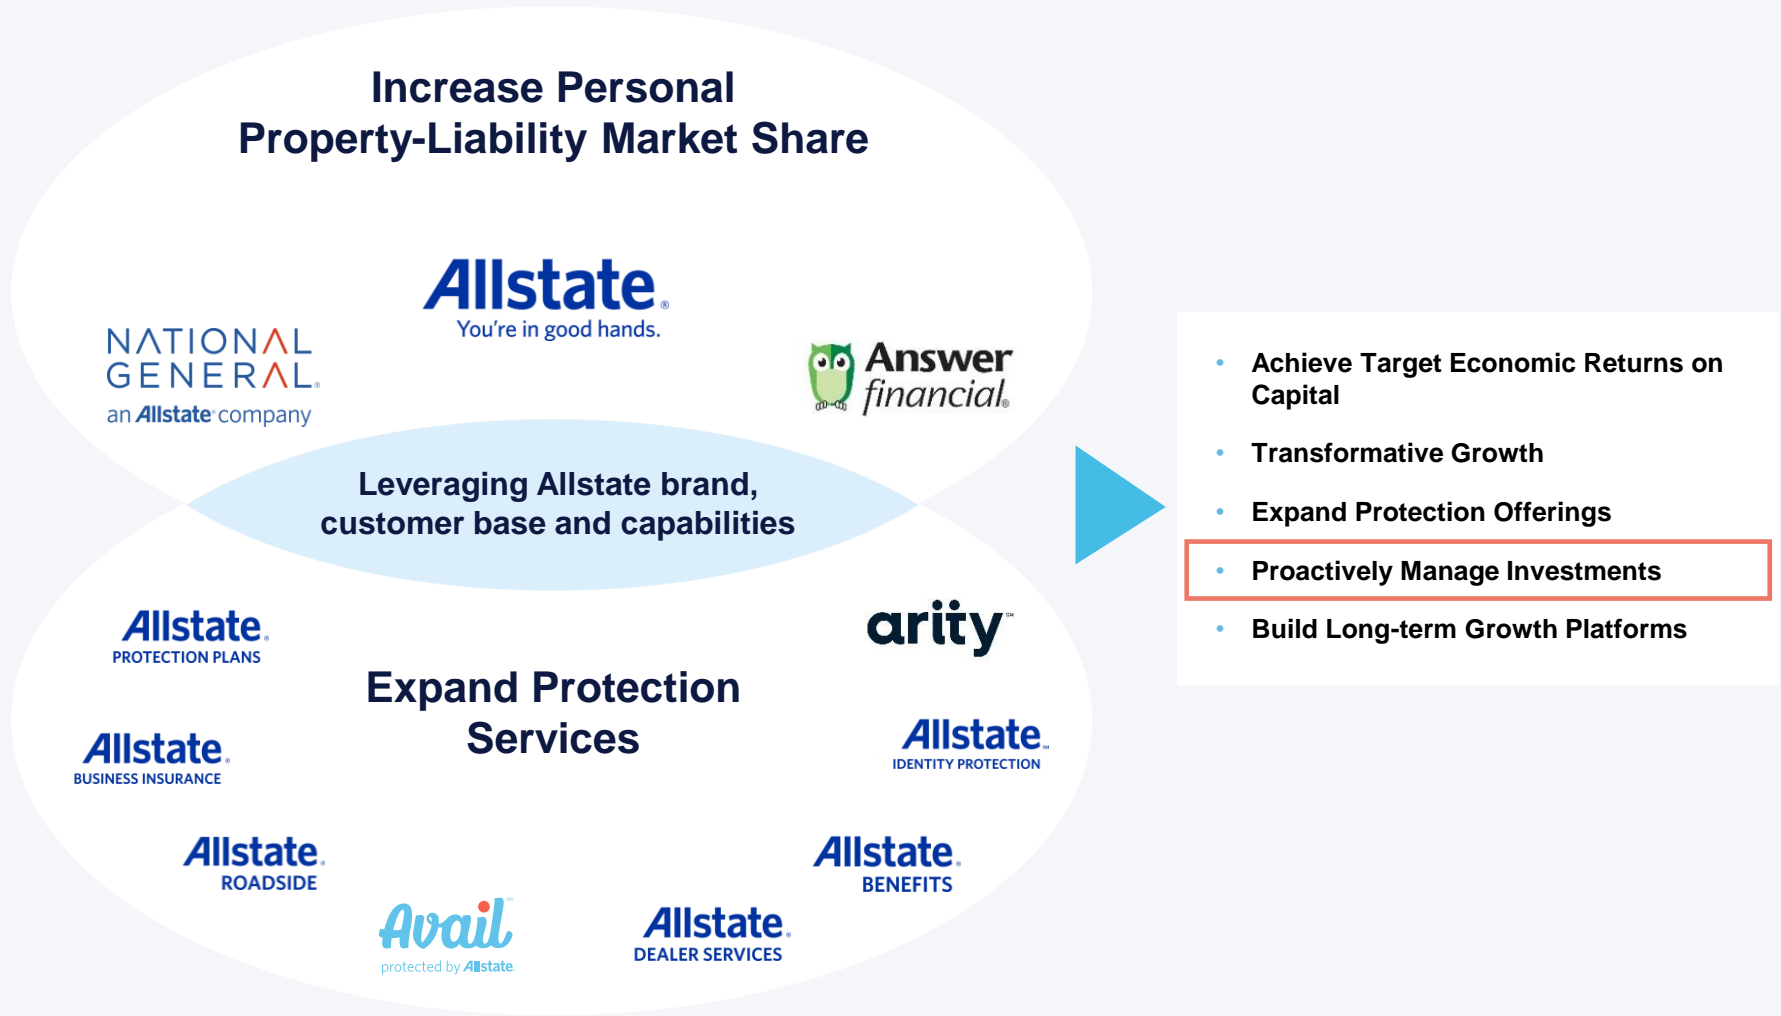 Increase Personal
Property-Liability Market Share
Allstate®
You're in good hands.
NATIONAL
GENERAL®
an Allstate® company
Answer
financial®
Leveraging Allstate brand,
customer base and capabilities
Allstate®
PROTECTION PLANS
arity℠
Expand Protection
Services
Allstate®
BUSINESS INSURANCE
Allstate℠
IDENTITY PROTECTION
Allstate®
ROADSIDE
Allstate®
BENEFITS
Avail℠
protected by Allstate
Allstate®
DEALER SERVICES
• Achieve Target Economic Returns on
Capital
• Transformative Growth
• Expand Protection Offerings
• Proactively Manage Investments
• Build Long-term Growth Platforms